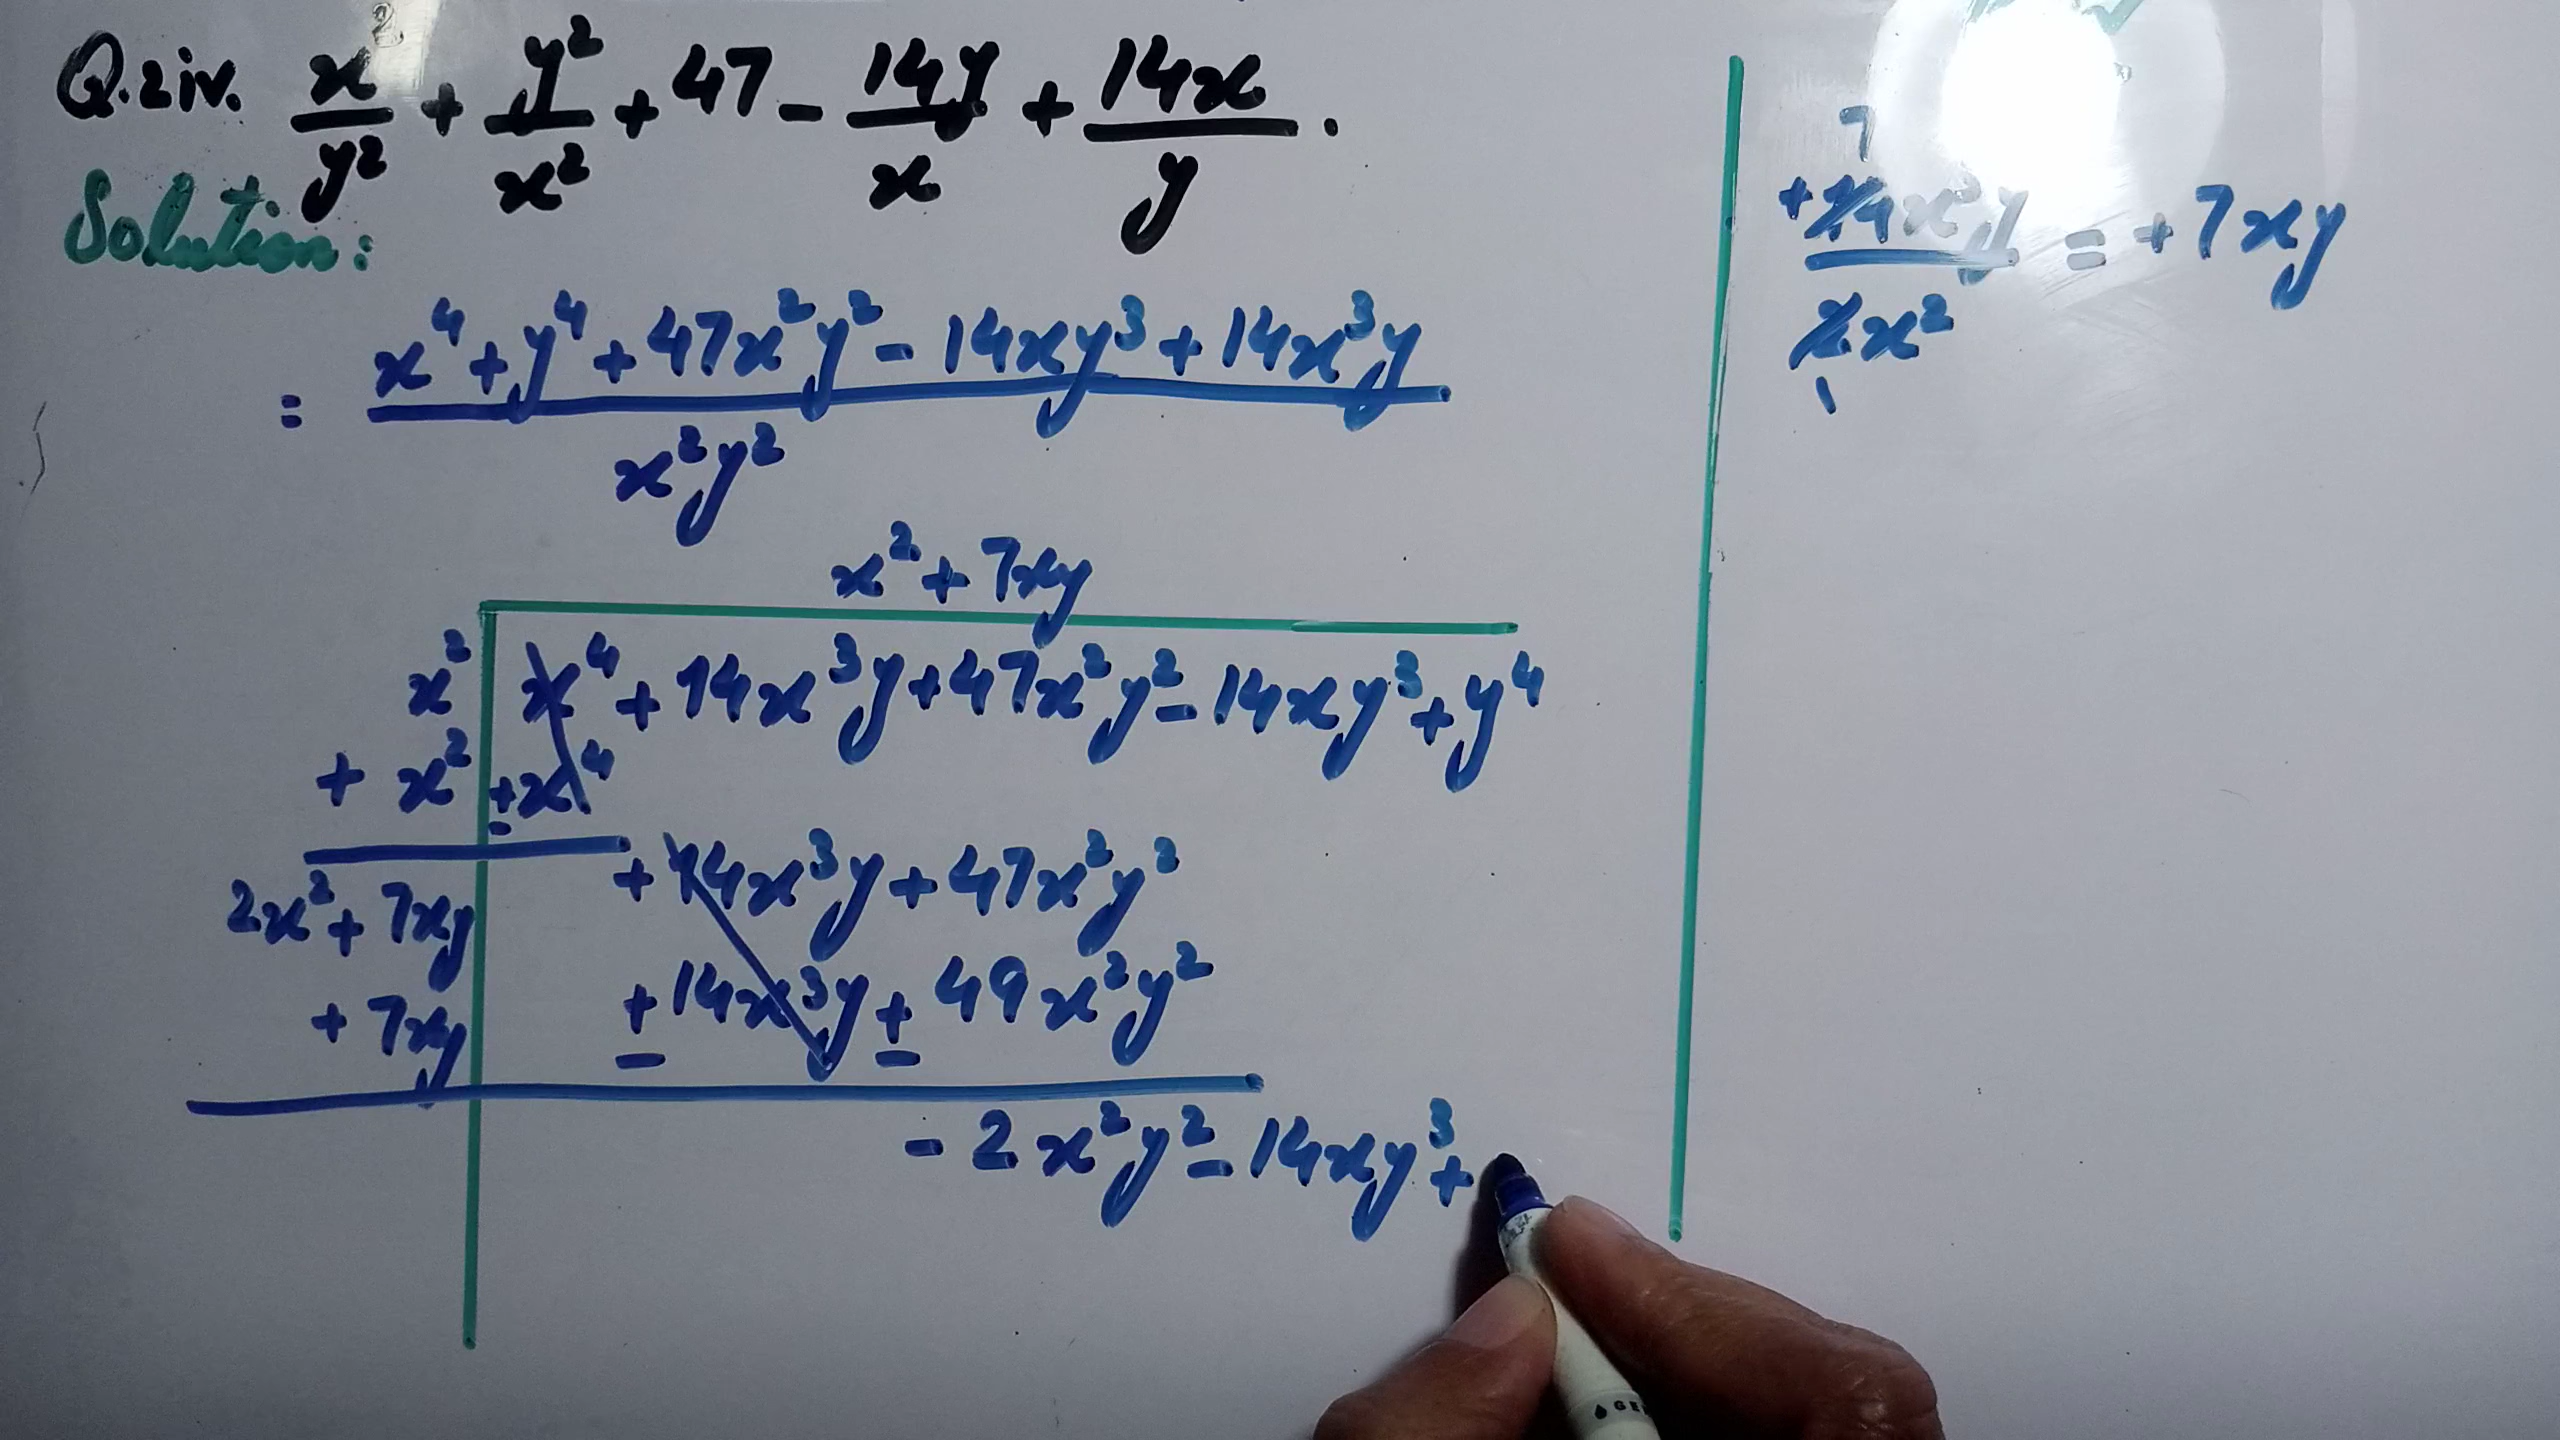 Q.2iv. x²/y² + y²/x² + 47 - 14y/x + 14x/y .
Solution:
= x⁴ + y⁴ + 47x²y² - 14xy³ + 14x³y / x²y²
x² + 7xy
x² x⁴ + 14x³y + 47x²y² - 14xy³ + y⁴
+ x² ± x⁴
2x² + 7xy + 14x³y + 47x²y²
+ 7xy ± 14x³y ± 49x²y²
- 2x²y² - 14xy³ +
7
+14x³y / 2x² = + 7xy
1